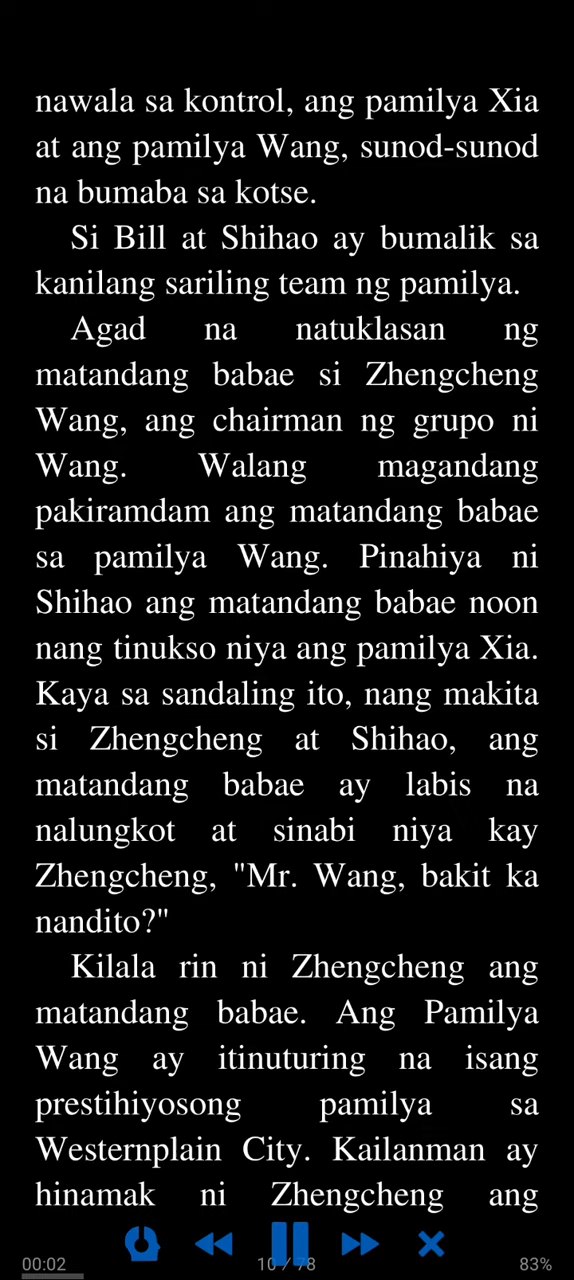 nawala sa kontrol, ang pamilya Xia
at ang pamilya Wang, sunod-sunod
na bumaba sa kotse.
Si Bill at Shihao ay bumalik sa
kanilang sariling team ng pamilya.
Agad na natuklasan ng
matandang babae si Zhengcheng
Wang, ang chairman ng grupo ni
Wang. Walang magandang
pakiramdam ang matandang babae
sa pamilya Wang. Pinahiya ni
Shihao ang matandang babae noon
nang tinukso niya ang pamilya Xia.
Kaya sa sandaling ito, nang makita
si Zhengcheng at Shihao, ang
matandang babae ay labis na
nalungkot at sinabi niya kay
Zhengcheng, "Mr. Wang, bakit ka
nandito?"
Kilala rin ni Zhengcheng ang
matandang babae. Ang Pamilya
Wang ay itinuturing na isang
prestihiyosong pamilya sa
Westernplain City. Kailanman ay
hinamak ni Zhengcheng ang
00:02 10 / 78 83%